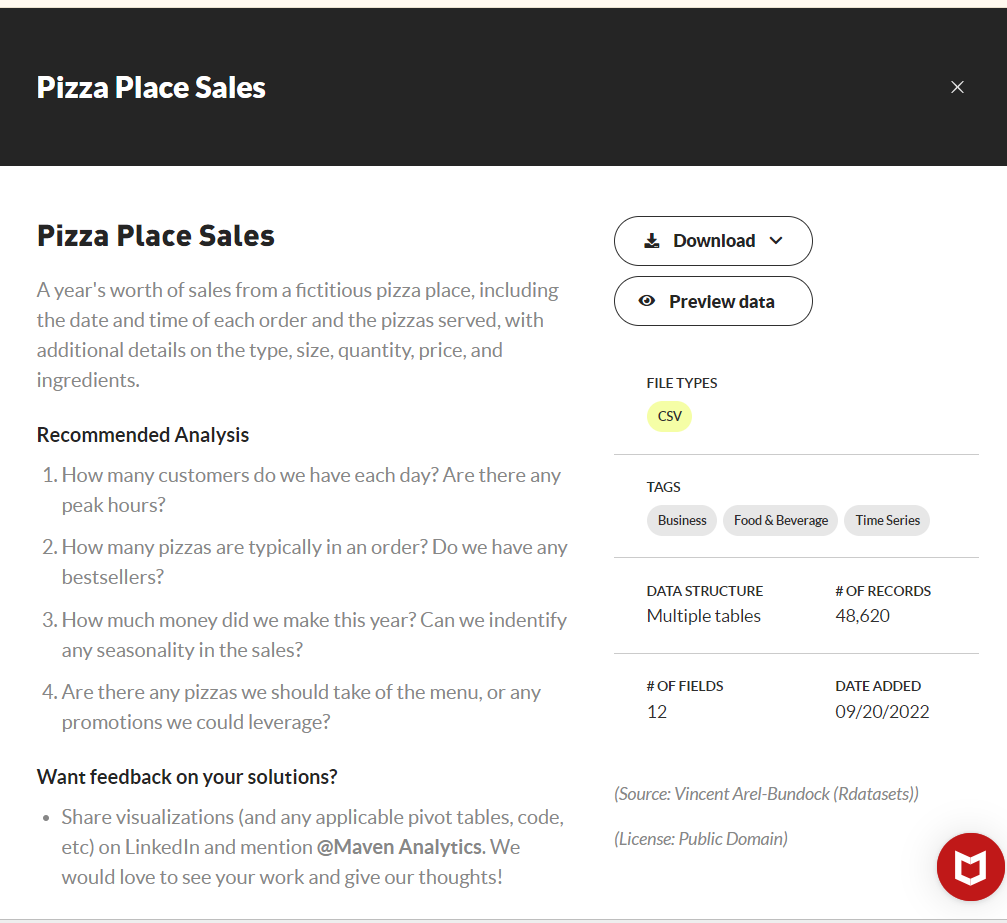 Pizza Place Sales
Pizza Place Sales
A year's worth of sales from a fictitious pizza place, including
the date and time of each order and the pizzas served, with
additional details on the type, size, quantity, price, and
ingredients.
Recommended Analysis
1. How many customers do we have each day? Are there any
peak hours?
2. How many pizzas are typically in an order? Do we have any
bestsellers?
3. How much money did we make this year? Can we indentify
any seasonality in the sales?
4. Are there any pizzas we should take of the menu, or any
promotions we could leverage?
Want feedback on your solutions?
• Share visualizations (and any applicable pivot tables, code,
etc) on LinkedIn and mention @Maven Analytics. We
would love to see your work and give our thoughts!
Download
Preview data
FILE TYPES
CSV
TAGS
Business Food & Beverage Time Series
DATA STRUCTURE # OF RECORDS
Multiple tables 48,620
# OF FIELDS DATE ADDED
12 09/20/2022
(Source: Vincent Arel-Bundock (Rdatasets))
(License: Public Domain)